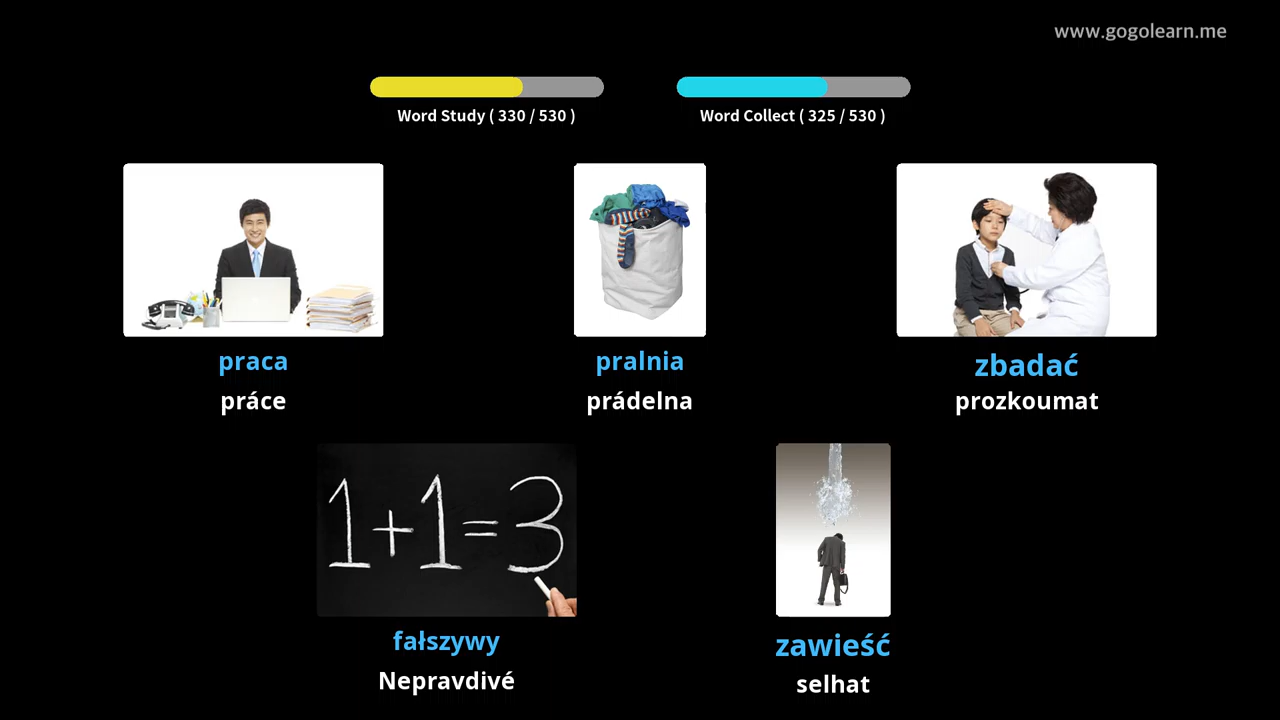 www.gogolearn.me
Word Study ( 330 / 530 )
Word Collect ( 325 / 530 )
praca
práce
pralnia
prádelna
zbadać
prozkoumat
1+1=3
fałszywy
Nepravdivé
zawieść
selhat